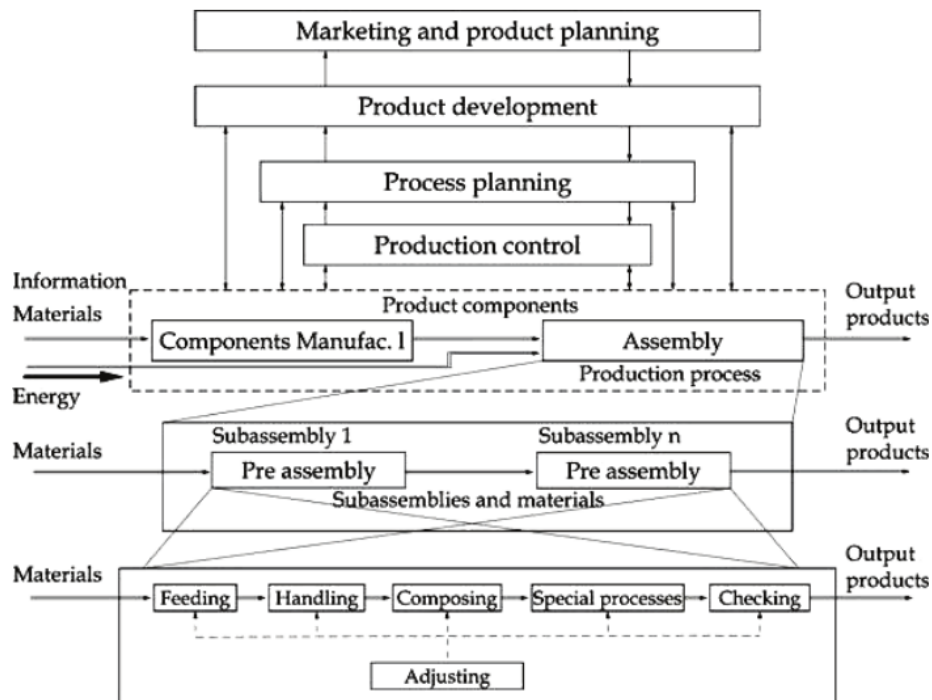 Marketing and product planning
Product development
Process planning
Production control
Information
Product components
Output
products
Materials
Components Manufac. l
Assembly
Production process
Energy
Subassembly 1
Subassembly n
Output
products
Materials
Pre assembly
Pre assembly
Subassemblies and materials
Output
products
Materials
Feeding
Handling
Composing
Special processes
Checking
Adjusting